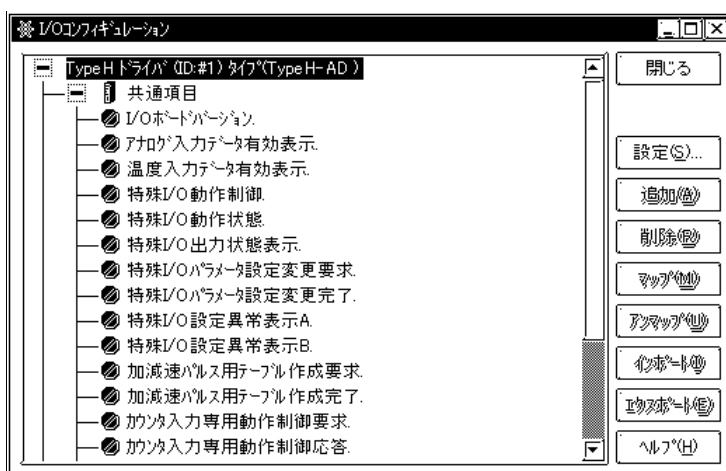 I/Oコンフィギュレーション
TypeH ドライバ (ID:#1) タイプ(TypeH-AD )
共通項目
I/Oボードバージョン.
アナログ入力データ有効表示.
温度入力データ有効表示.
特殊I/O動作制御.
特殊I/O動作状態.
特殊I/O出力状態表示.
特殊I/Oパラメータ設定変更要求.
特殊I/Oパラメータ設定変更完了.
特殊I/O設定異常表示A.
特殊I/O設定異常表示B.
加減速パルス用テーブル作成要求.
加減速パルス用テーブル作成完了.
カウンタ入力専用動作制御要求.
カウンタ入力専用動作制御応答.
閉じる
設定(S)...
追加(A)
削除(R)
マップ(M)
アンマップ(U)
インポート(I)
エクスポート(E)
ヘルプ(H)